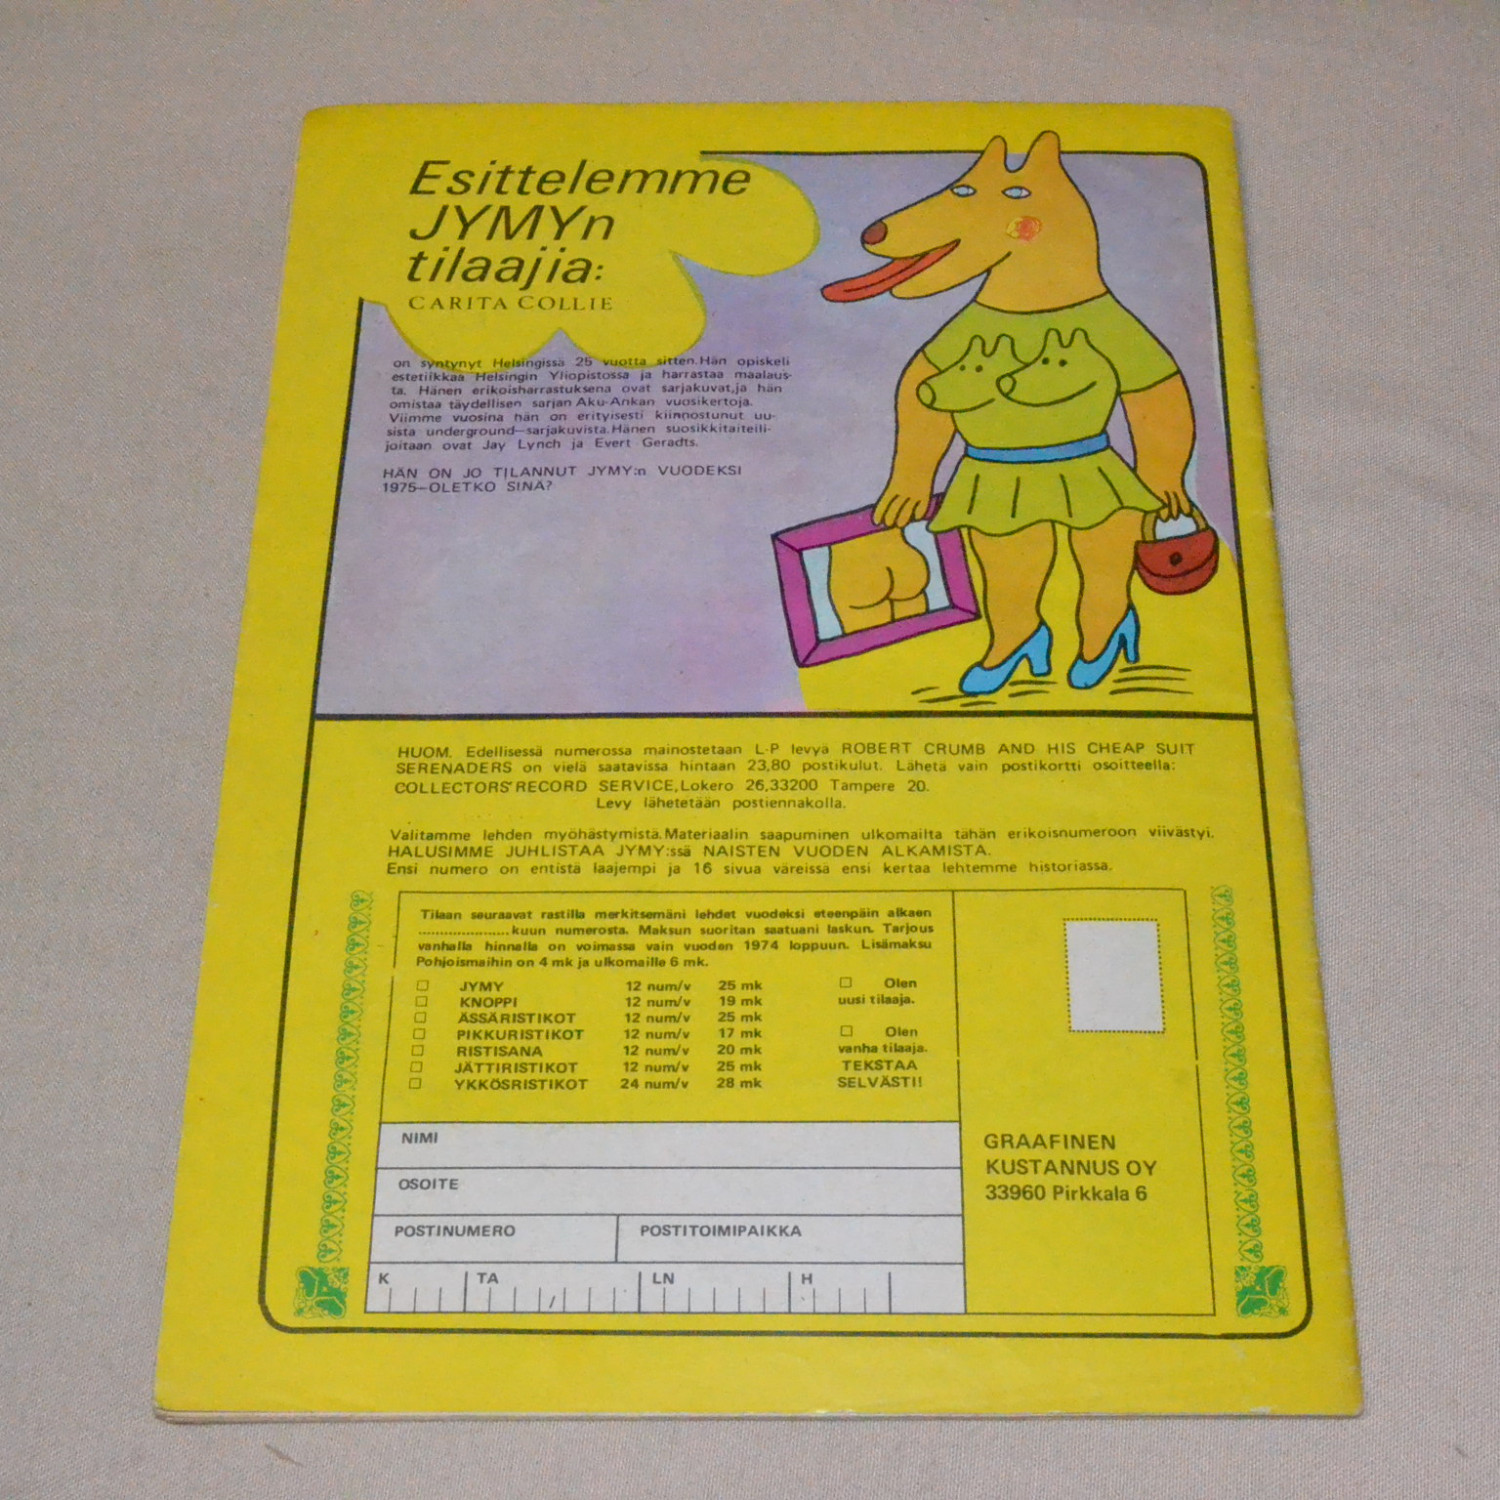 Esittelemme
JYMYn
tilaajia:
CARITA COLLIE
on syntynyt Helsingissä 25 vuotta sitten.Hän opiskeli
estetiikkaa Helsingin Yliopistossa ja harrastaa maalaus-
ta. Hänen erikoisharrastuksena ovat sarjakuvat,ja hän
omistaa täydellisen sarjan Aku-Ankan vuosikertoja.
Viimme vuosina hän on erityisesti kiinnostunut uu-
sista underground—sarjakuvista.Hänen suosikkitaiteili-
joitaan ovat Jay Lynch ja Evert Geradts.
HÄN ON JO TILANNUT JYMY:n VUODEKSI
1975—OLETKO SINÄ?
HUOM. Edellisessä numerossa mainostetaan L-P levyä ROBERT CRUMB AND HIS CHEAP SUIT
SERENADERS on vielä saatavissa hintaan 23,80 postikulut. Lähetä vain postikortti osoitteella:
COLLECTORS'RECORD SERVICE,Lokero 26,33200 Tampere 20.
Levy lähetetään postiennakolla.
Valitamme lehden myöhästymistä.Materiaalin saapuminen ulkomailta tähän erikoisnumeroon viivästyi.
HALUSIMME JUHLISTAA JYMY:ssä NAISTEN VUODEN ALKAMISTA.
Ensi numero on entistä laajempi ja 16 sivua väreissä ensi kertaa lehtemme historiassa.
Tilaan seuraavat rastilla merkitsemäni lehdet vuodeksi eteenpäin alkaen
......................kuun numerosta. Maksun suoritan saatuani laskun. Tarjous
vanhalla hinnalla on voimassa vain vuoden 1974 loppuun. Lisämaksu
Pohjoismaihin on 4 mk ja ulkomaille 6 mk.
☐ JYMY 12 num/v 25 mk ☐ Olen
☐ KNOPPI 12 num/v 19 mk uusi tilaaja.
☐ ÄSSÄRISTIKOT 12 num/v 25 mk
☐ PIKKURISTIKOT 12 num/v 17 mk ☐ Olen
☐ RISTISANA 12 num/v 20 mk vanha tilaaja.
☐ JÄTTIRISTIKOT 12 num/v 25 mk TEKSTAA
☐ YKKÖSRISTIKOT 24 num/v 28 mk SELVÄSTI!
NIMI
OSOITE
POSTINUMERO POSTITOIMIPAIKKA
K TA LN H
GRAAFINEN
KUSTANNUS OY
33960 Pirkkala 6